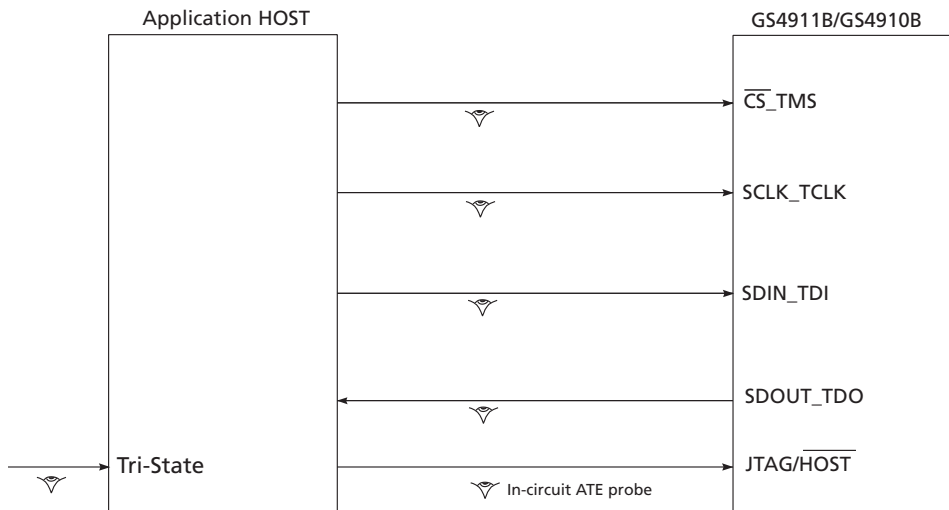 Application HOST
GS4911B/GS4910B
CS_TMS
SCLK_TCLK
SDIN_TDI
SDOUT_TDO
Tri-State
JTAG/HOST
In-circuit ATE probe